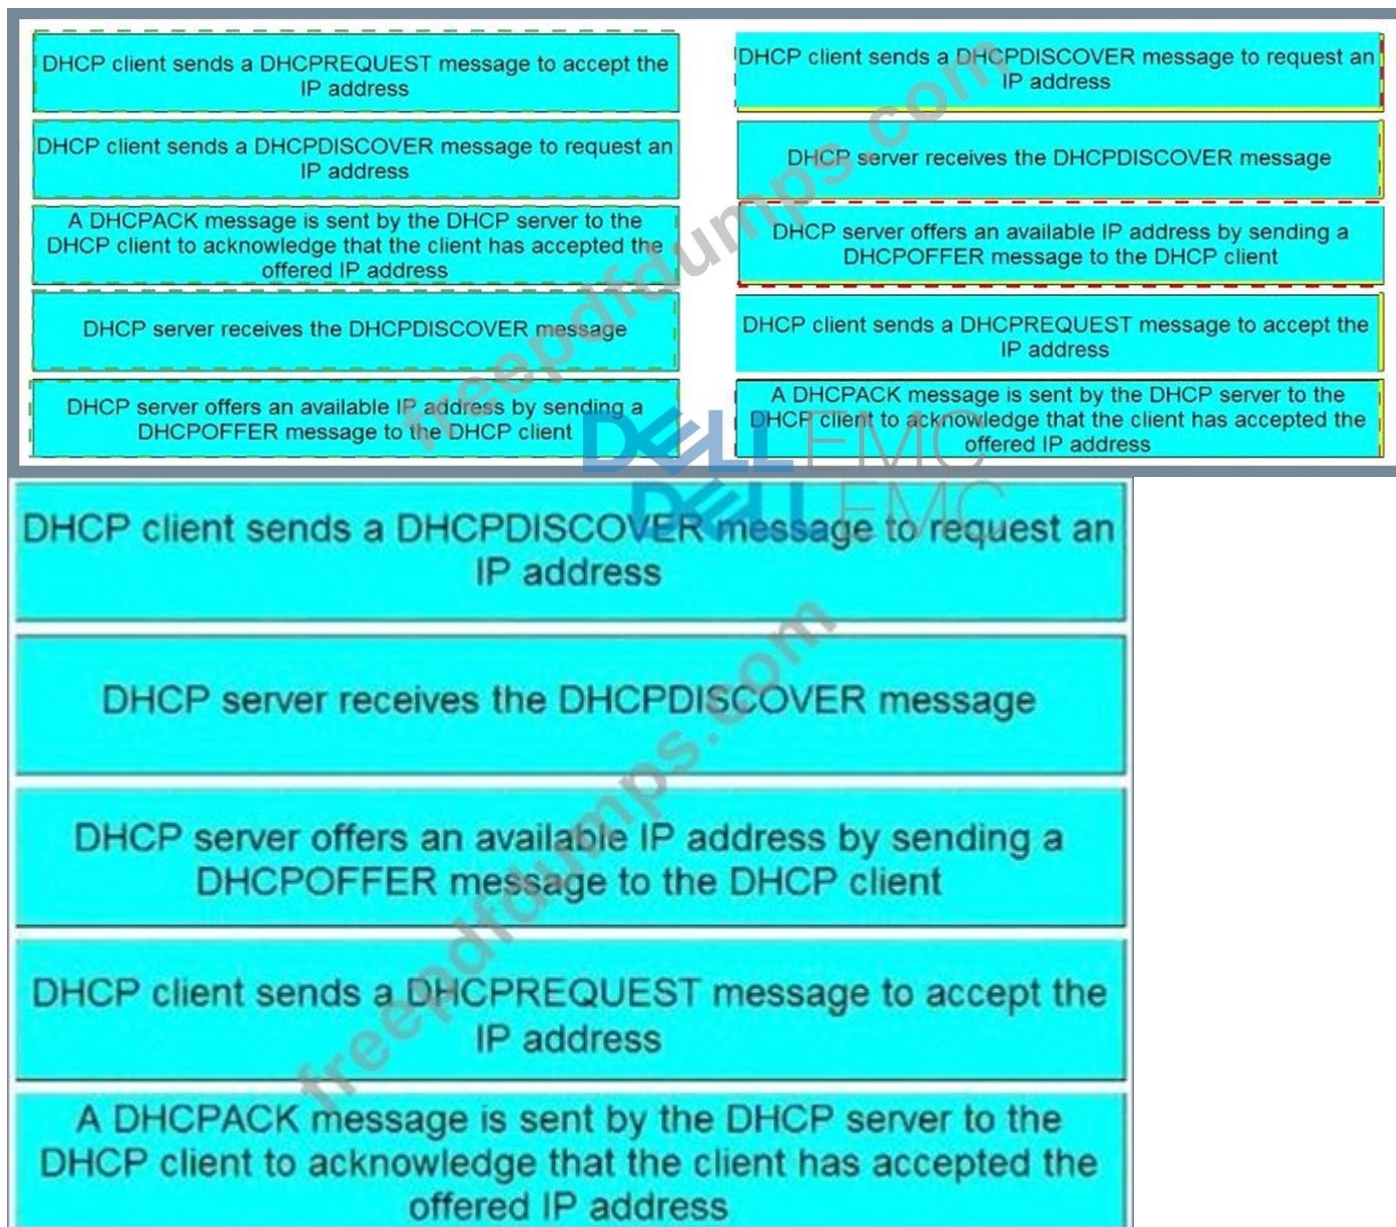 DHCP client sends a DHCPREQUEST message to accept the
IP address
DHCP client sends a DHCPDISCOVER message to request an
IP address
A DHCPACK message is sent by the DHCP server to the
DHCP client to acknowledge that the client has accepted the
offered IP address
DHCP server receives the DHCPDISCOVER message
DHCP server offers an available IP address by sending a
DHCPOFFER message to the DHCP client
DHCP client sends a DHCPDISCOVER message to request an
IP address
DHCP server receives the DHCPDISCOVER message
DHCP server offers an available IP address by sending a
DHCPOFFER message to the DHCP client
DHCP client sends a DHCPREQUEST message to accept the
IP address
A DHCPACK message is sent by the DHCP server to the
DHCP client to acknowledge that the client has accepted the
offered IP address
freepdfdumps.com
DELL EMC
DELL EMC
DHCP client sends a DHCPDISCOVER message to request an
IP address
DHCP server receives the DHCPDISCOVER message
DHCP server offers an available IP address by sending a
DHCPOFFER message to the DHCP client
DHCP client sends a DHCPREQUEST message to accept the
IP address
A DHCPACK message is sent by the DHCP server to the
DHCP client to acknowledge that the client has accepted the
offered IP address
freepdfdumps.com